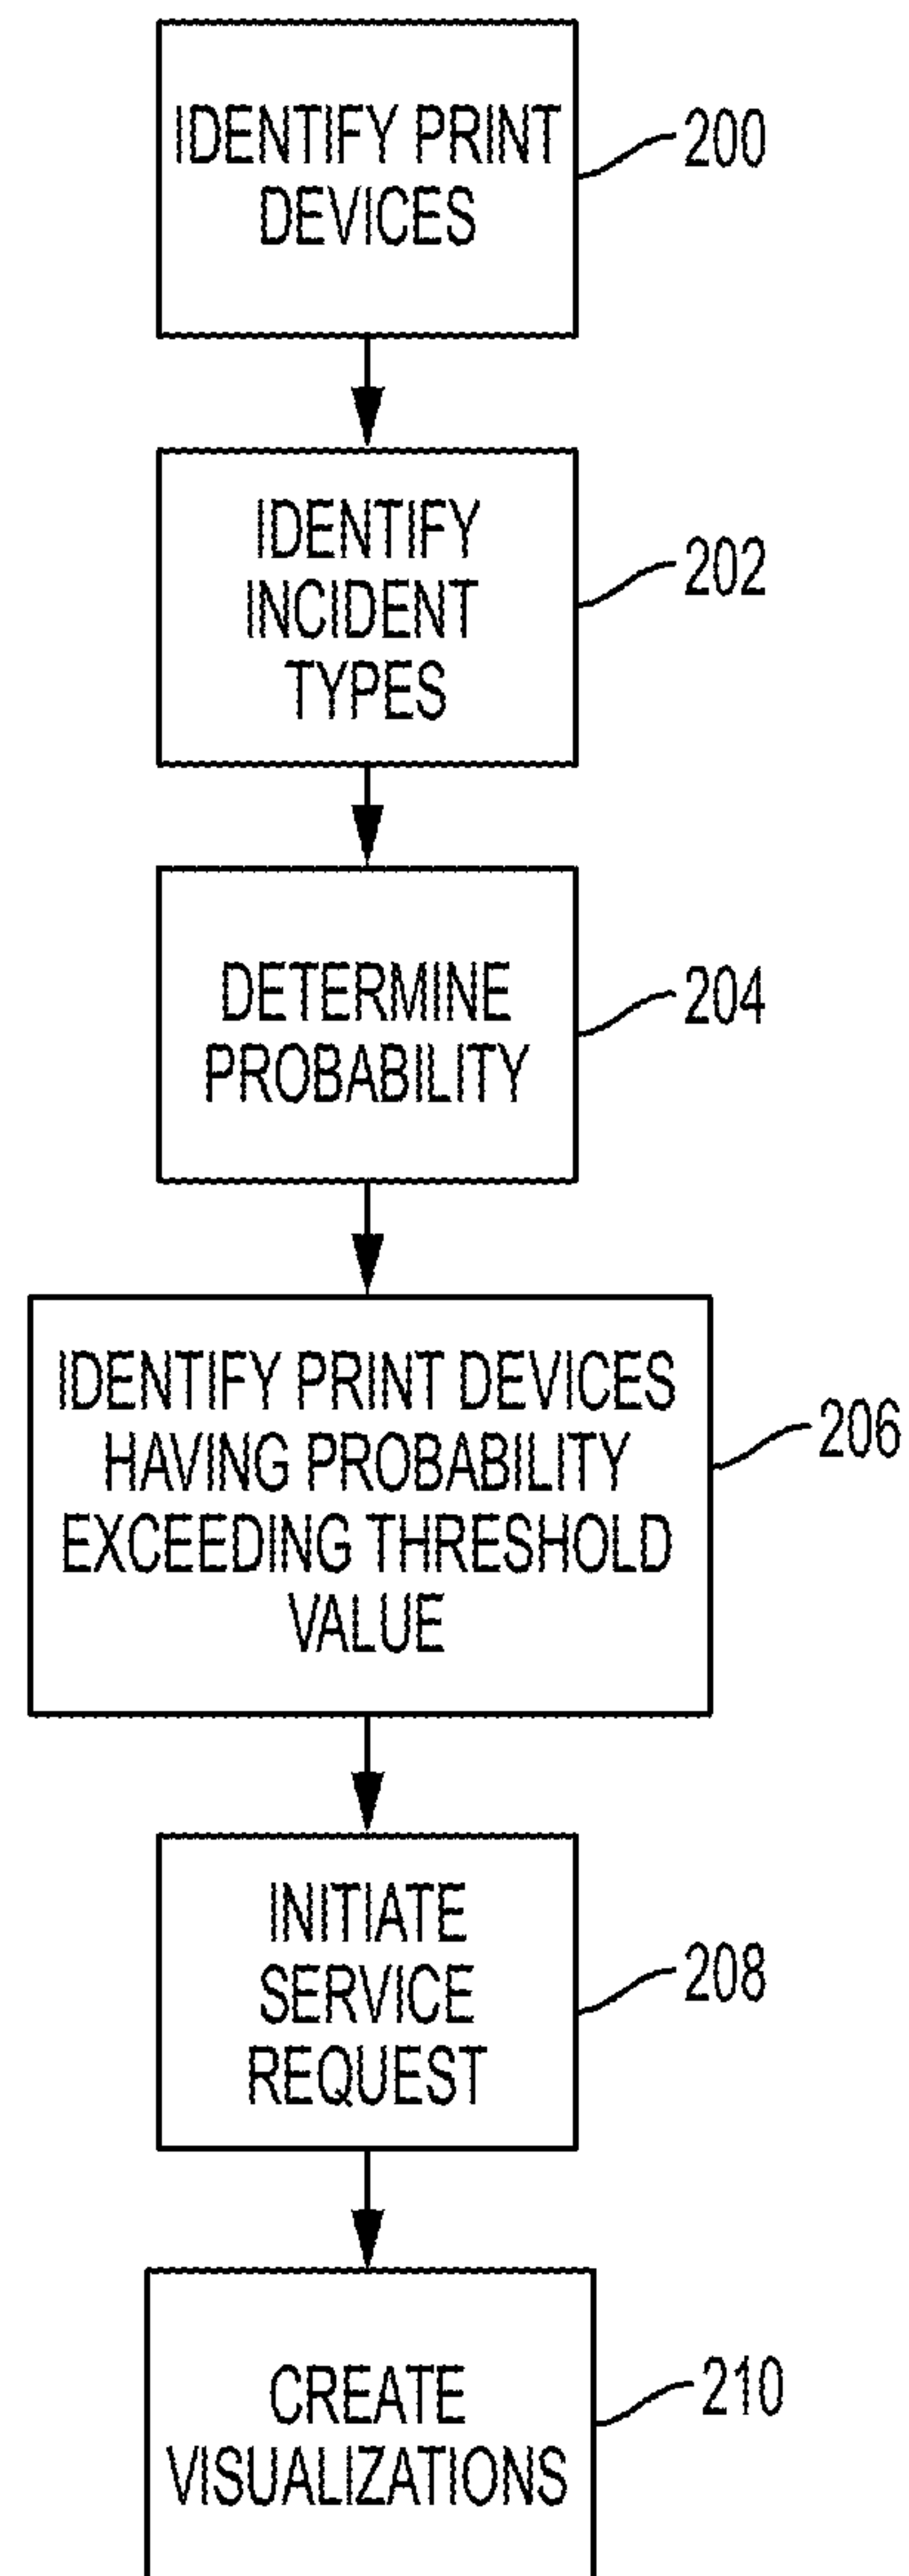 IDENTIFY PRINT
DEVICES
200
IDENTIFY
INCIDENT
TYPES
202
DETERMINE
PROBABILITY
204
IDENTIFY PRINT DEVICES
HAVING PROBABILITY
EXCEEDING THRESHOLD
VALUE
206
INITIATE
SERVICE
REQUEST
208
CREATE
VISUALIZATIONS
210